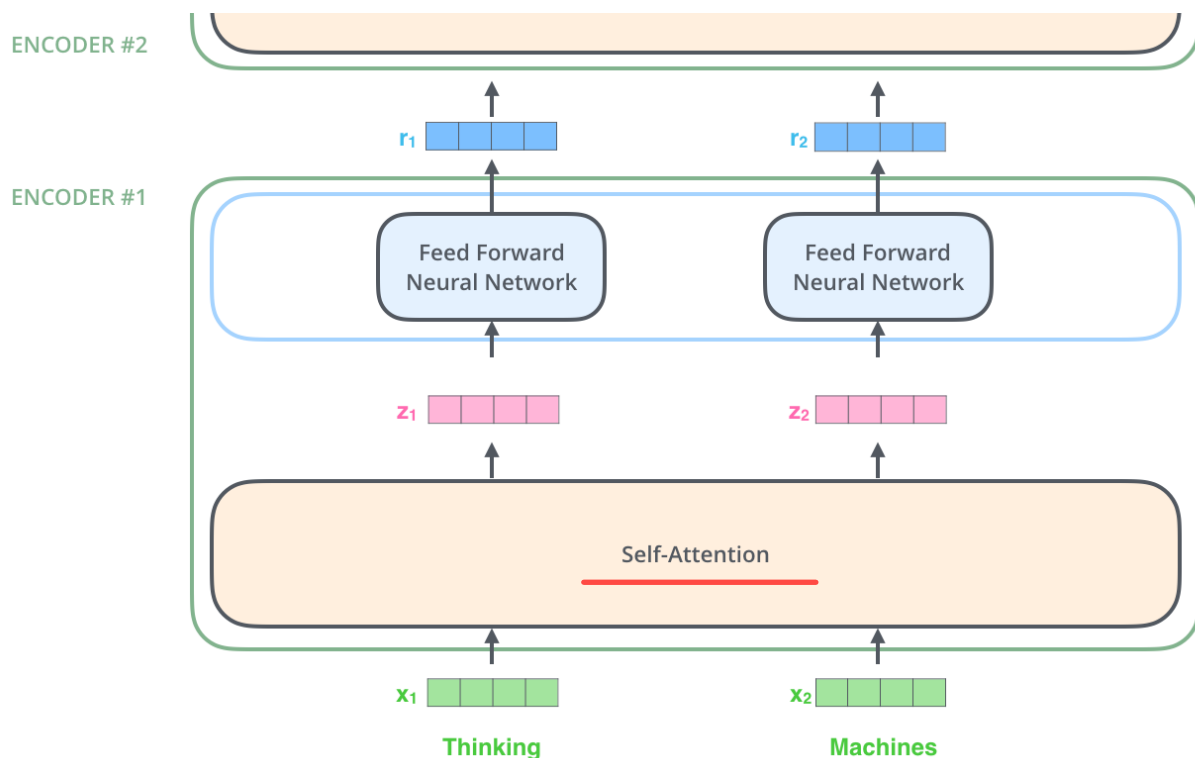 ENCODER #2
r₁ r₂
ENCODER #1
Feed Forward Feed Forward
Neural Network Neural Network
z₁ z₂
Self-Attention
x₁ x₂
Thinking Machines